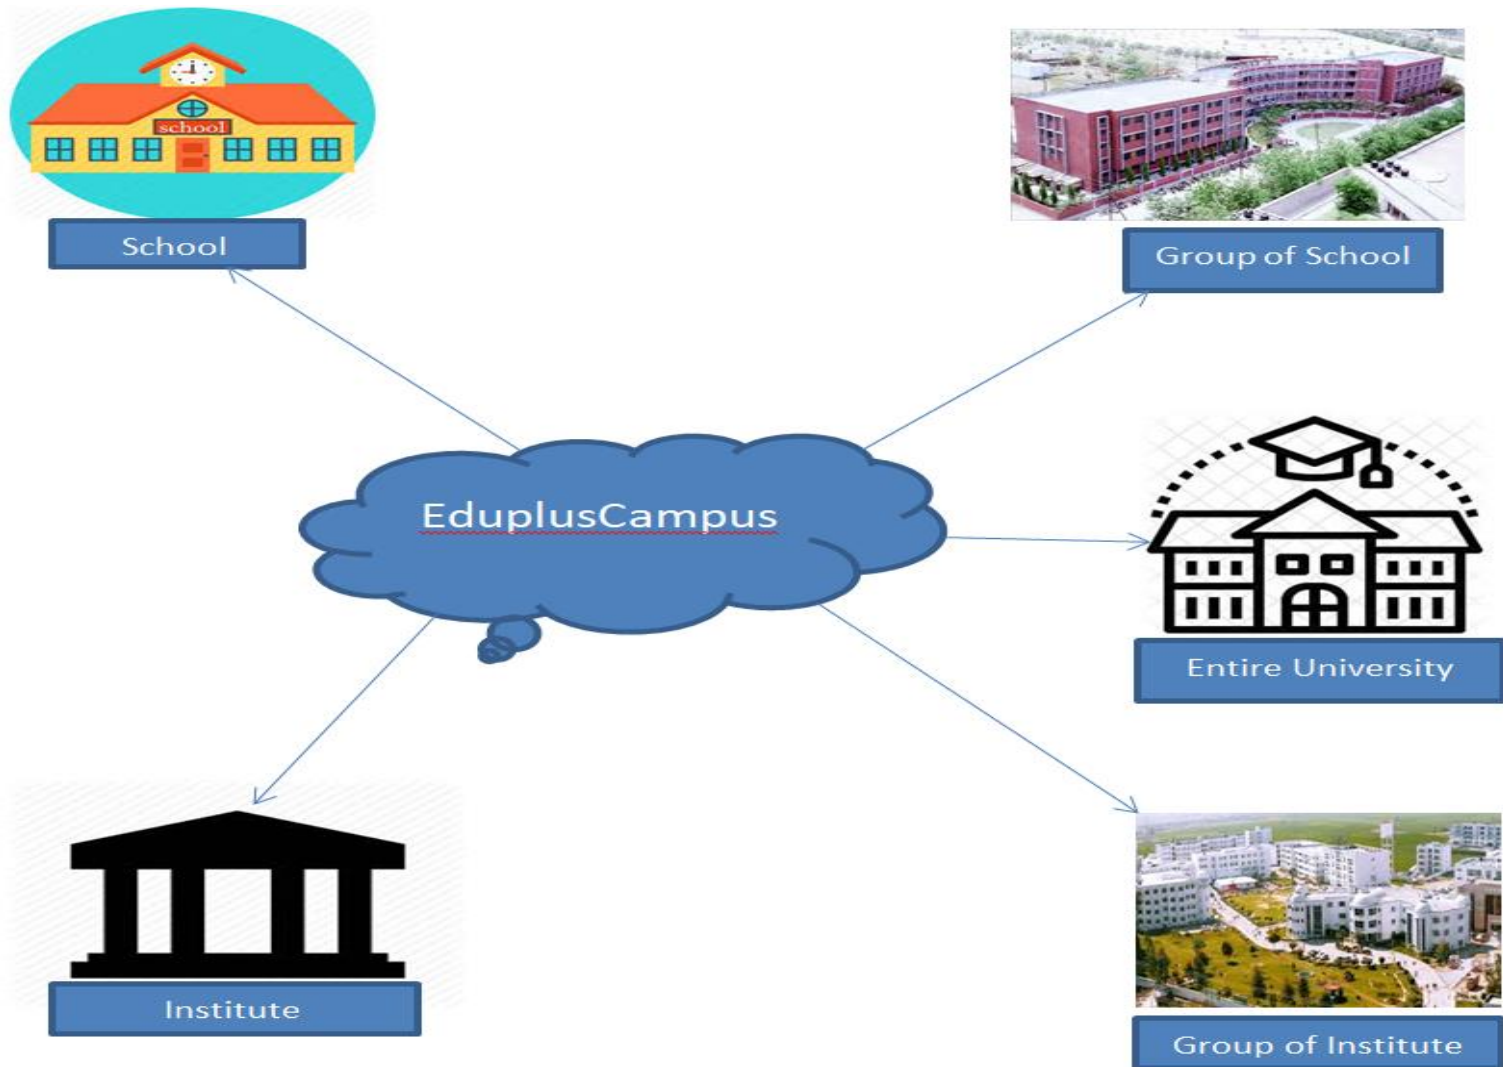 school
School
Group of School
EduplusCampus
Entire University
Institute
Group of Institute